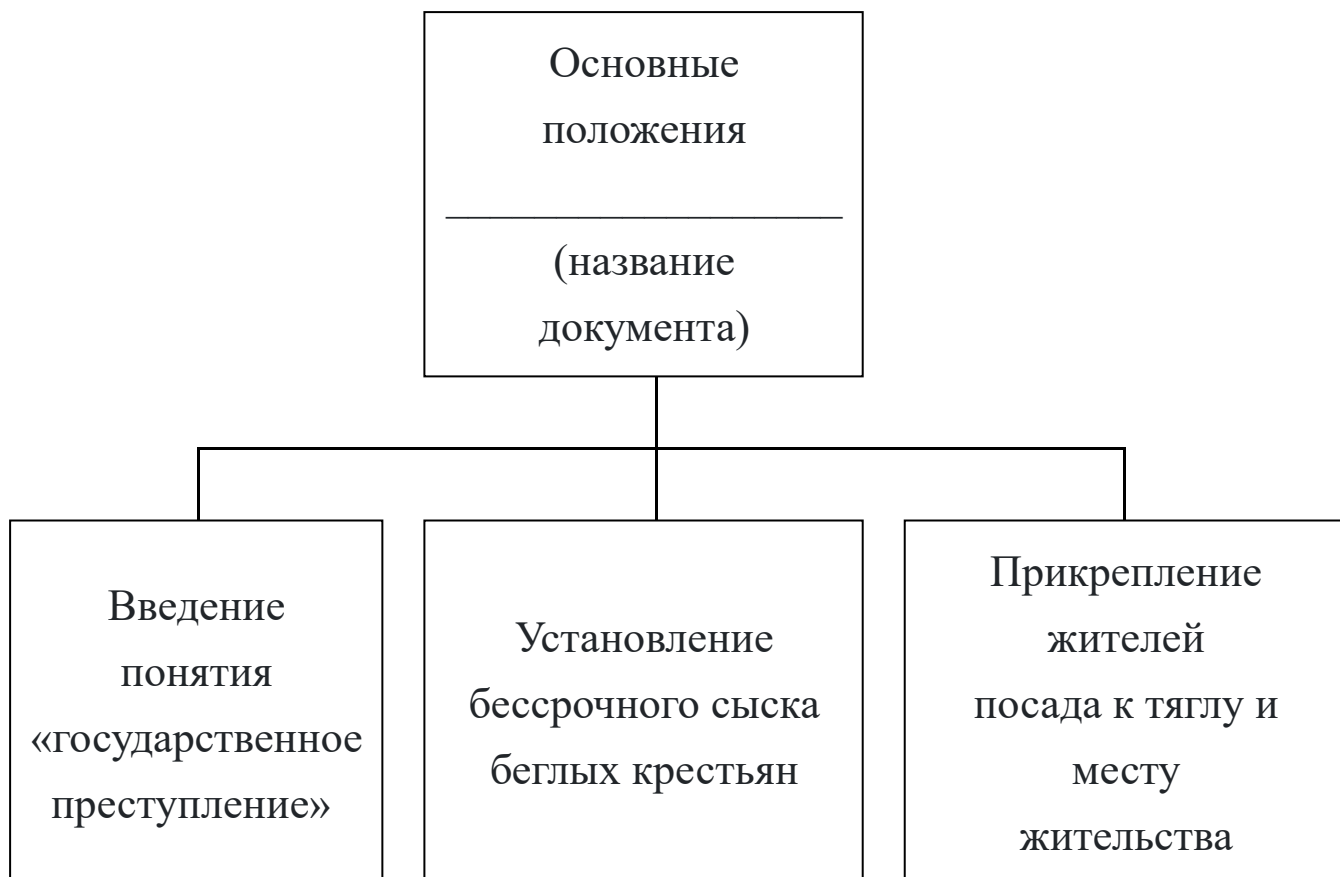 Основные
положения
__________________
(название
документа)
Введение
понятия
«государственное
преступление»
Установление
бессрочного сыска
беглых крестьян
Прикрепление
жителей
посада к тяглу и
месту
жительства